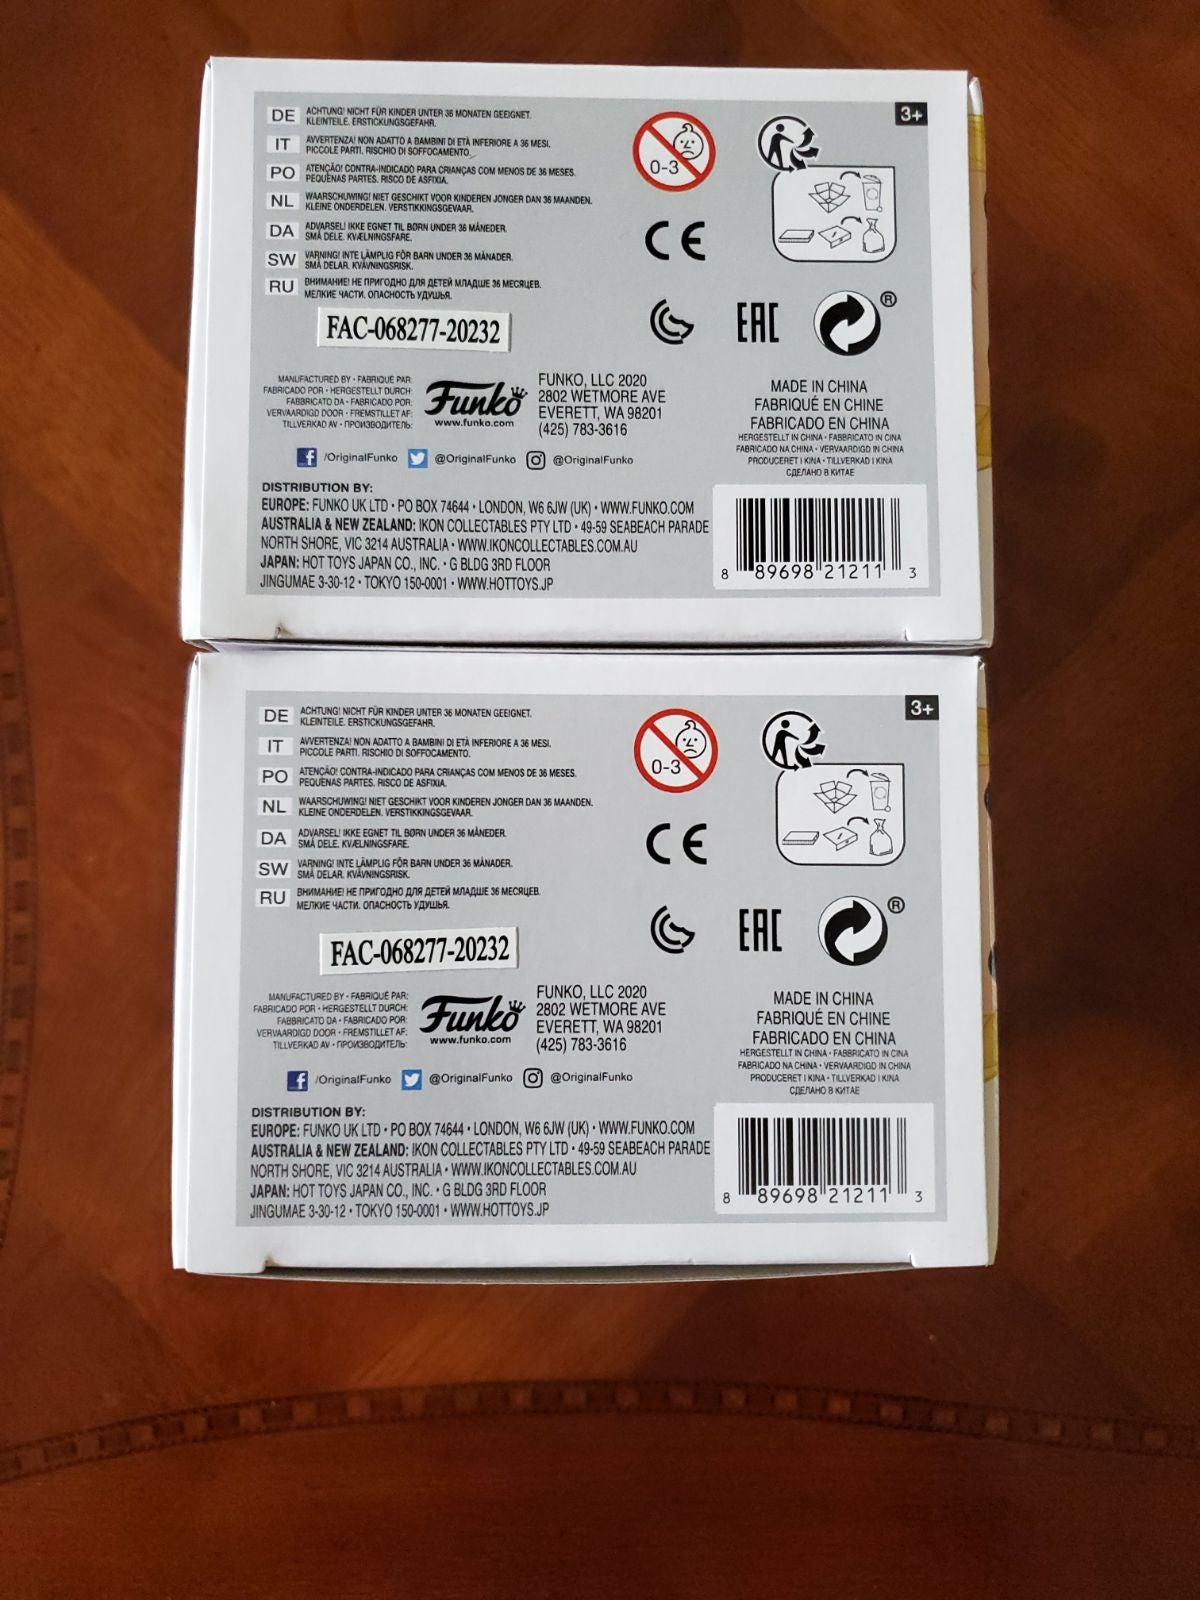 3+
DE ACHTUNG! NICHT FÜR KINDER UNTER 36 MONATEN GEEIGNET.
KLEINTEILE. ERSTICKUNGSGEFAHR.
IT AVVERTENZA! NON ADATTO A BAMBINI DI ETÀ INFERIORE A 36 MESI.
PICCOLE PARTI. RISCHIO DI SOFFOCAMENTO.
PO ATENÇÃO! CONTRA-INDICADO PARA CRIANÇAS COM MENOS DE 36 MESES.
PEQUENAS PARTES. RISCO DE ASFIXIA.
NL WAARSCHUWING! NIET GESCHIKT VOOR KINDEREN JONGER DAN 36 MAANDEN.
KLEINE ONDERDELEN. VERSTIKKINGSGEVAAR.
DA ADVARSEL! IKKE EGNET TIL BØRN UNDER 36 MÅNEDER.
SMÅ DELE. KVÆLNINGSFARE.
SW VARNING! INTE LÄMPLIG FÖR BARN UNDER 36 MÅNADER.
SMÅ DELAR. KVÄVNINGSRISK.
RU ВНИМАНИЕ! НЕ ПРИГОДНО ДЛЯ ДЕТЕЙ МЛАДШЕ 36 МЕСЯЦЕВ.
МЕЛКИЕ ЧАСТИ. ОПАСНОСТЬ УДУШЬЯ.
0-3
CE
EAC
®
FAC-068277-20232
MANUFACTURED BY • FABRIQUÉ PAR:
FABRICADO POR • HERGESTELLT DURCH:
FABBRICATO DA • FABRICADO POR:
VERVAARDIGD DOOR • FREMSTILLET AF:
TILLVERKAD AV • ПРОИЗВОДИТЕЛЬ:
Funko
www.funko.com
FUNKO, LLC 2020
2802 WETMORE AVE
EVERETT, WA 98201
(425) 783-3616
MADE IN CHINA
FABRIQUÉ EN CHINE
FABRICADO EN CHINA
HERGESTELLT IN CHINA • FABBRICATO IN CINA
FABRICADO NA CHINA • VERVAARDIGD IN CHINA
PRODUCERET I KINA • TILLVERKAD I KINA
СДЕЛАНО В КИТАЕ
/OriginalFunko @OriginalFunko @OriginalFunko
DISTRIBUTION BY:
EUROPE: FUNKO UK LTD • PO BOX 74644 • LONDON, W6 6JW (UK) • WWW.FUNKO.COM
AUSTRALIA & NEW ZEALAND: IKON COLLECTABLES PTY LTD • 49-59 SEABEACH PARADE
NORTH SHORE, VIC 3214 AUSTRALIA • WWW.IKONCOLLECTABLES.COM.AU
JAPAN: HOT TOYS JAPAN CO., INC. • G BLDG 3RD FLOOR
JINGUMAE 3-30-12 • TOKYO 150-0001 • WWW.HOTTOYS.JP
8 89698 21211 3
3+
DE ACHTUNG! NICHT FÜR KINDER UNTER 36 MONATEN GEEIGNET.
KLEINTEILE. ERSTICKUNGSGEFAHR.
IT AVVERTENZA! NON ADATTO A BAMBINI DI ETÀ INFERIORE A 36 MESI.
PICCOLE PARTI. RISCHIO DI SOFFOCAMENTO.
PO ATENÇÃO! CONTRA-INDICADO PARA CRIANÇAS COM MENOS DE 36 MESES.
PEQUENAS PARTES. RISCO DE ASFIXIA.
NL WAARSCHUWING! NIET GESCHIKT VOOR KINDEREN JONGER DAN 36 MAANDEN.
KLEINE ONDERDELEN. VERSTIKKINGSGEVAAR.
DA ADVARSEL! IKKE EGNET TIL BØRN UNDER 36 MÅNEDER.
SMÅ DELE. KVÆLNINGSFARE.
SW VARNING! INTE LÄMPLIG FÖR BARN UNDER 36 MÅNADER.
SMÅ DELAR. KVÄVNINGSRISK.
RU ВНИМАНИЕ! НЕ ПРИГОДНО ДЛЯ ДЕТЕЙ МЛАДШЕ 36 МЕСЯЦЕВ.
МЕЛКИЕ ЧАСТИ. ОПАСНОСТЬ УДУШЬЯ.
0-3
CE
EAC
®
FAC-068277-20232
MANUFACTURED BY • FABRIQUÉ PAR:
FABRICADO POR • HERGESTELLT DURCH:
FABBRICATO DA • FABRICADO POR:
VERVAARDIGD DOOR • FREMSTILLET AF:
TILLVERKAD AV • ПРОИЗВОДИТЕЛЬ:
Funko
www.funko.com
FUNKO, LLC 2020
2802 WETMORE AVE
EVERETT, WA 98201
(425) 783-3616
MADE IN CHINA
FABRIQUÉ EN CHINE
FABRICADO EN CHINA
HERGESTELLT IN CHINA • FABBRICATO IN CINA
FABRICADO NA CHINA • VERVAARDIGD IN CHINA
PRODUCERET I KINA • TILLVERKAD I KINA
СДЕЛАНО В КИТАЕ
/OriginalFunko @OriginalFunko @OriginalFunko
DISTRIBUTION BY:
EUROPE: FUNKO UK LTD • PO BOX 74644 • LONDON, W6 6JW (UK) • WWW.FUNKO.COM
AUSTRALIA & NEW ZEALAND: IKON COLLECTABLES PTY LTD • 49-59 SEABEACH PARADE
NORTH SHORE, VIC 3214 AUSTRALIA • WWW.IKONCOLLECTABLES.COM.AU
JAPAN: HOT TOYS JAPAN CO., INC. • G BLDG 3RD FLOOR
JINGUMAE 3-30-12 • TOKYO 150-0001 • WWW.HOTTOYS.JP
8 89698 21211 3